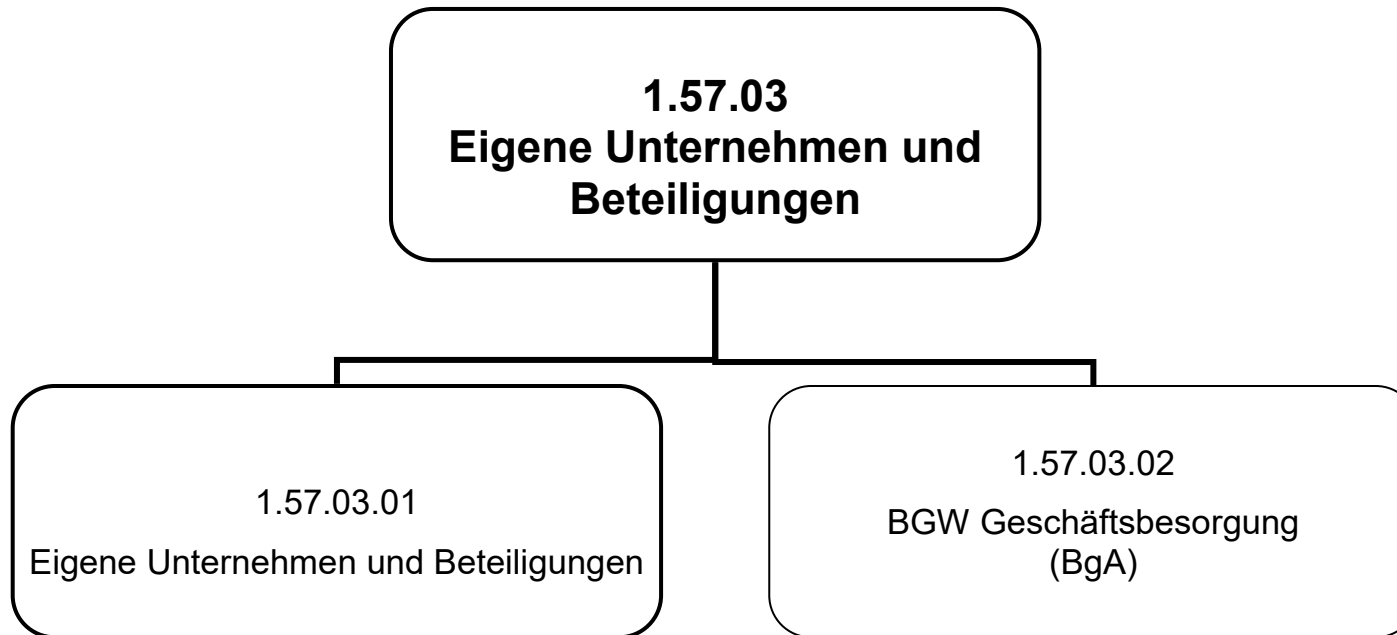 1.57.03
Eigene Unternehmen und
Beteiligungen
1.57.03.01
Eigene Unternehmen und Beteiligungen
1.57.03.02
BGW Geschäftsbesorgung
(BgA)